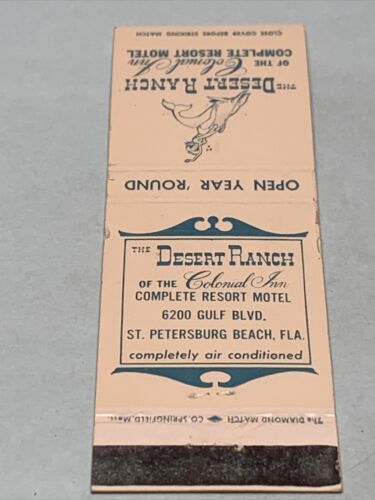 CLOSE COVER BEFORE STRIKING MATCH
COMPLETE RESORT MOTEL
OF THE Colonial Inn
THE DESERT RANCH
OPEN YEAR 'ROUND
THE DESERT RANCH
OF THE Colonial Inn
COMPLETE RESORT MOTEL
6200 GULF BLVD.
ST. PETERSBURG BEACH, FLA.
completely air conditioned
The DIAMOND MATCH CO. SPRINGFIELD, Mass.